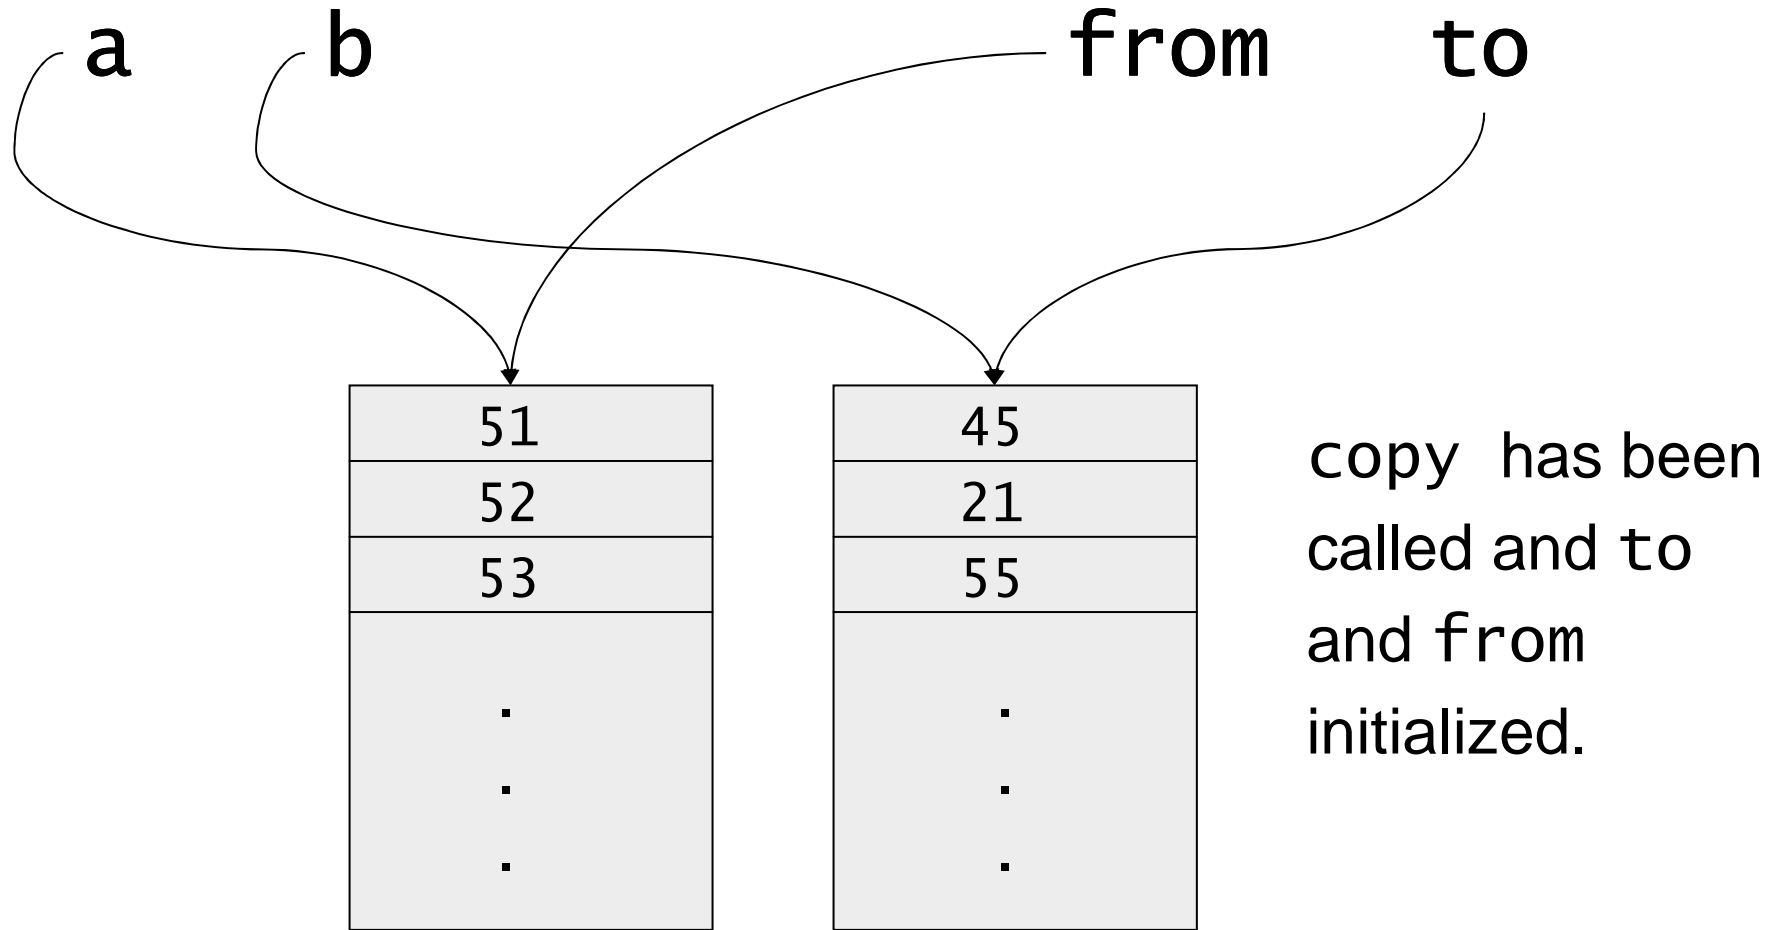 a b from to
51 45
52 21
53 55
. .
. .
. .
copy has been
called and to
and from
initialized.